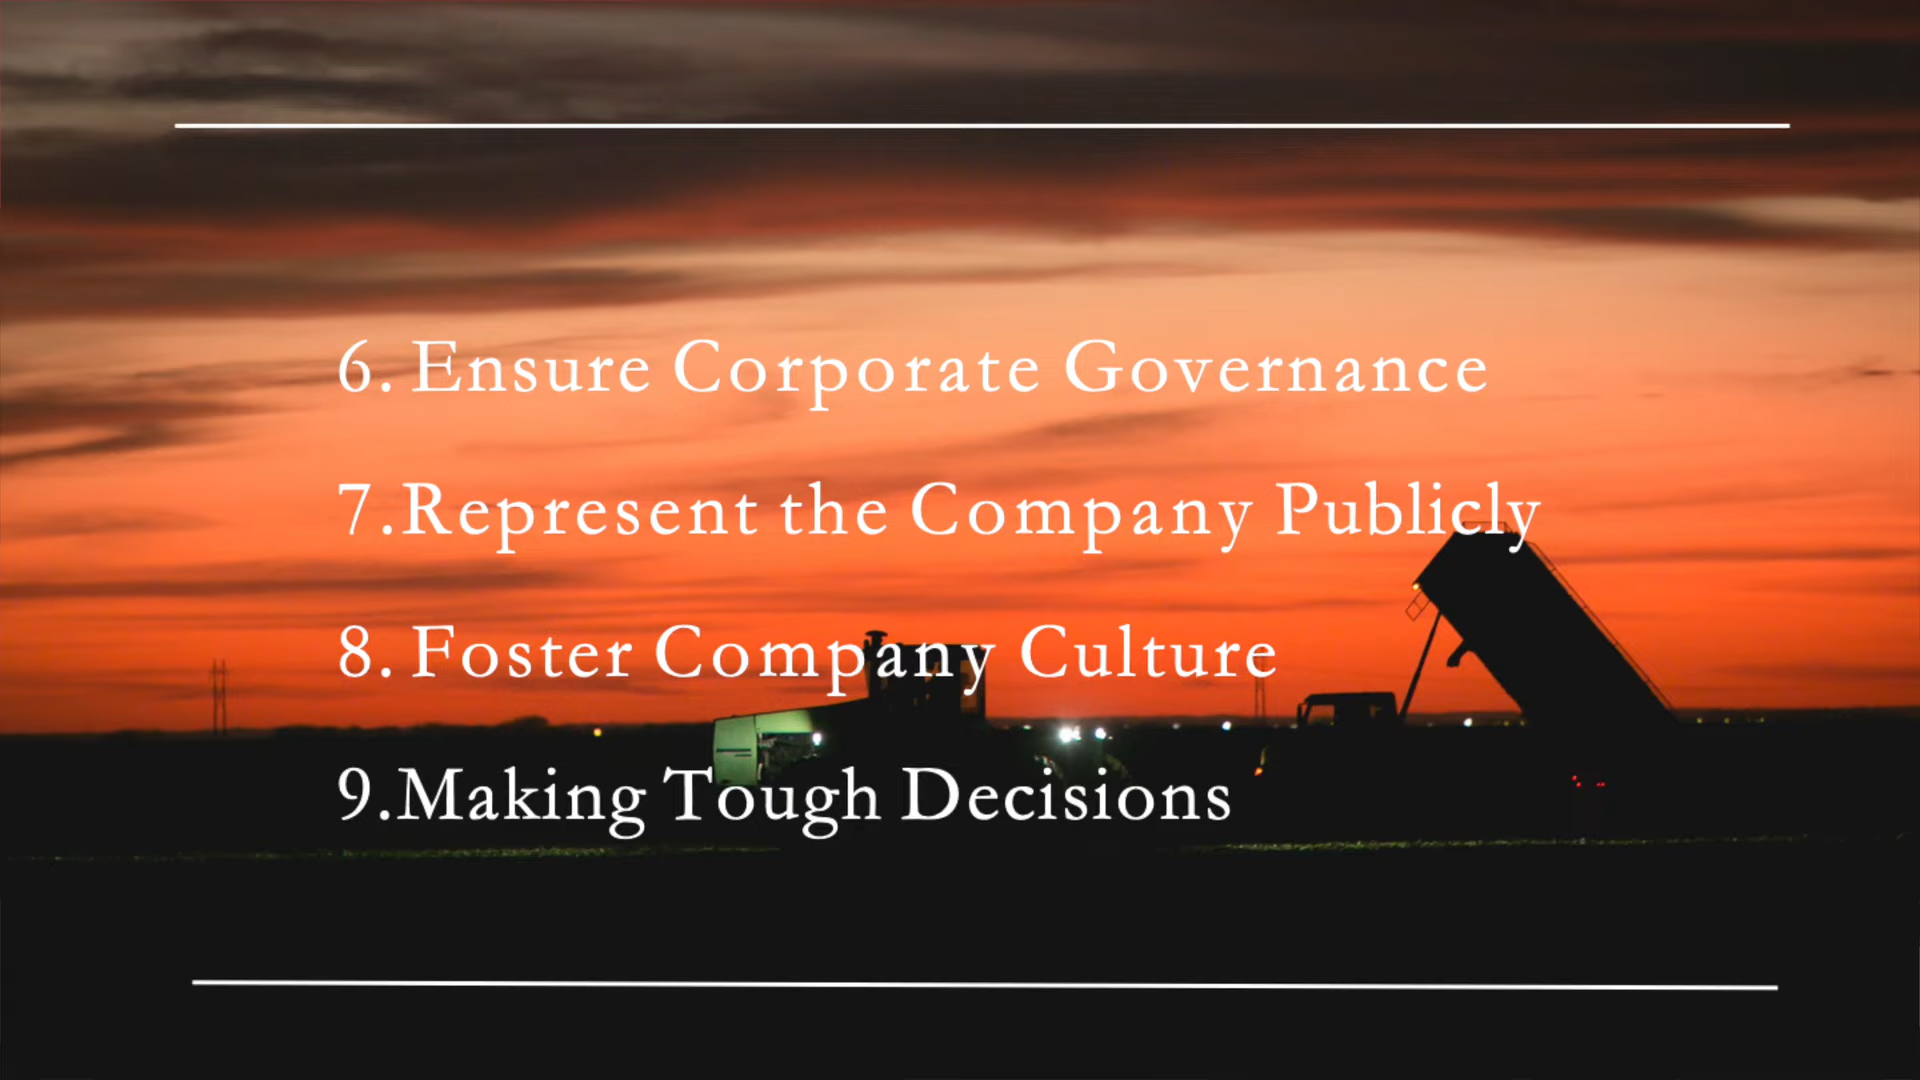 6. Ensure Corporate Governance
7.Represent the Company Publicly
8. Foster Company Culture
9.Making Tough Decisions